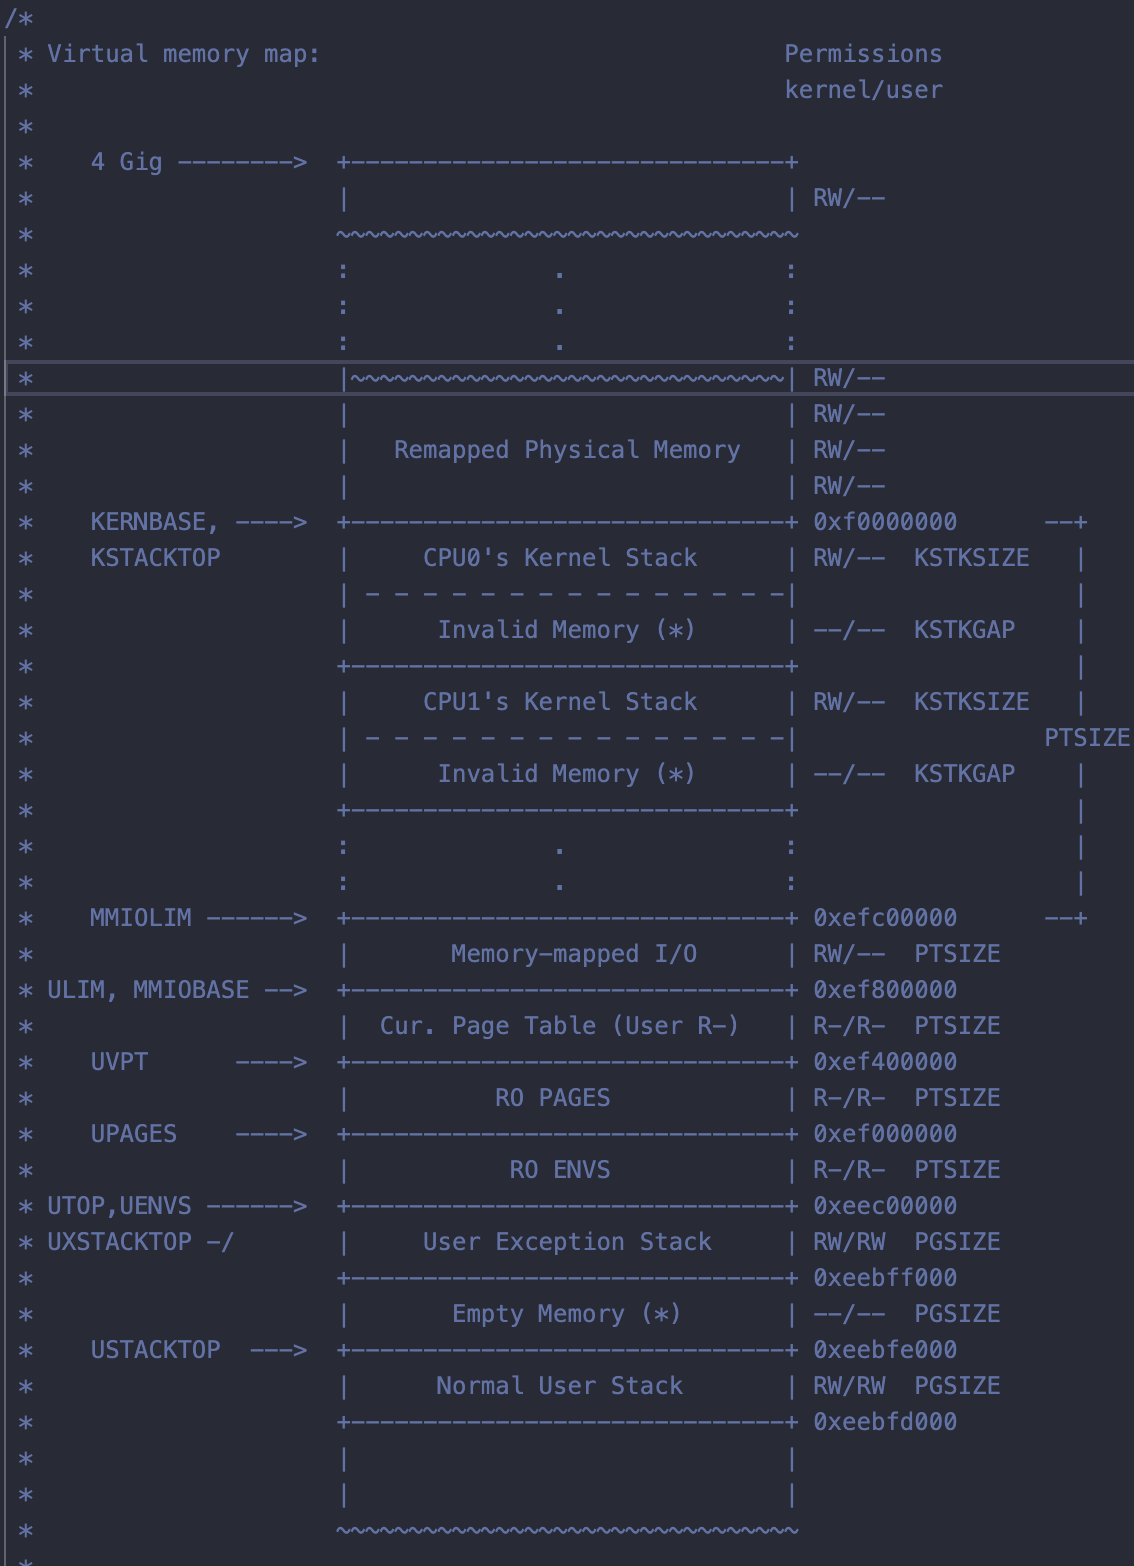 /*
 * Virtual memory map:                                Permissions
 *                                                    kernel/user
 *
 *    4 Gig -------->  +------------------------------+
 *                     |                              | RW/--
 *                     ~~~~~~~~~~~~~~~~~~~~~~~~~~~~~~~~
 *                     :              .               :
 *                     :              .               :
 *                     :              .               :
 *                     |~~~~~~~~~~~~~~~~~~~~~~~~~~~~~~| RW/--
 *                     |                              | RW/--
 *                     |   Remapped Physical Memory   | RW/--
 *                     |                              | RW/--
 *    KERNBASE, ---->  +------------------------------+ 0xf0000000      --+
 *    KSTACKTOP        |     CPU0's Kernel Stack      | RW/--  KSTKSIZE   |
 *                     | - - - - - - - - - - - - - - -|                   |
 *                     |      Invalid Memory (*)      | --/--  KSTKGAP    |
 *                     +------------------------------+                   |
 *                     |     CPU1's Kernel Stack      | RW/--  KSTKSIZE   |
 *                     | - - - - - - - - - - - - - - -|                 PTSIZE
 *                     |      Invalid Memory (*)      | --/--  KSTKGAP    |
 *                     +------------------------------+                   |
 *                     :              .               :                   |
 *                     :              .               :                   |
 *    MMIOLIM ------>  +------------------------------+ 0xefc00000      --+
 *                     |       Memory-mapped I/O      | RW/--  PTSIZE
 * ULIM, MMIOBASE -->  +------------------------------+ 0xef800000
 *                     |  Cur. Page Table (User R-)   | R-/R-  PTSIZE
 *    UVPT      ---->  +------------------------------+ 0xef400000
 *                     |          RO PAGES            | R-/R-  PTSIZE
 *    UPAGES    ---->  +------------------------------+ 0xef000000
 *                     |           RO ENVS            | R-/R-  PTSIZE
 * UTOP,UENVS ------>  +------------------------------+ 0xeec00000
 * UXSTACKTOP -/       |     User Exception Stack     | RW/RW  PGSIZE
 *                     +------------------------------+ 0xeebff000
 *                     |       Empty Memory (*)       | --/--  PGSIZE
 *    USTACKTOP  --->  +------------------------------+ 0xeebfe000
 *                     |      Normal User Stack       | RW/RW  PGSIZE
 *                     +------------------------------+ 0xeebfd000
 *                     |                              |
 *                     |                              |
 *                     ~~~~~~~~~~~~~~~~~~~~~~~~~~~~~~~~
 *